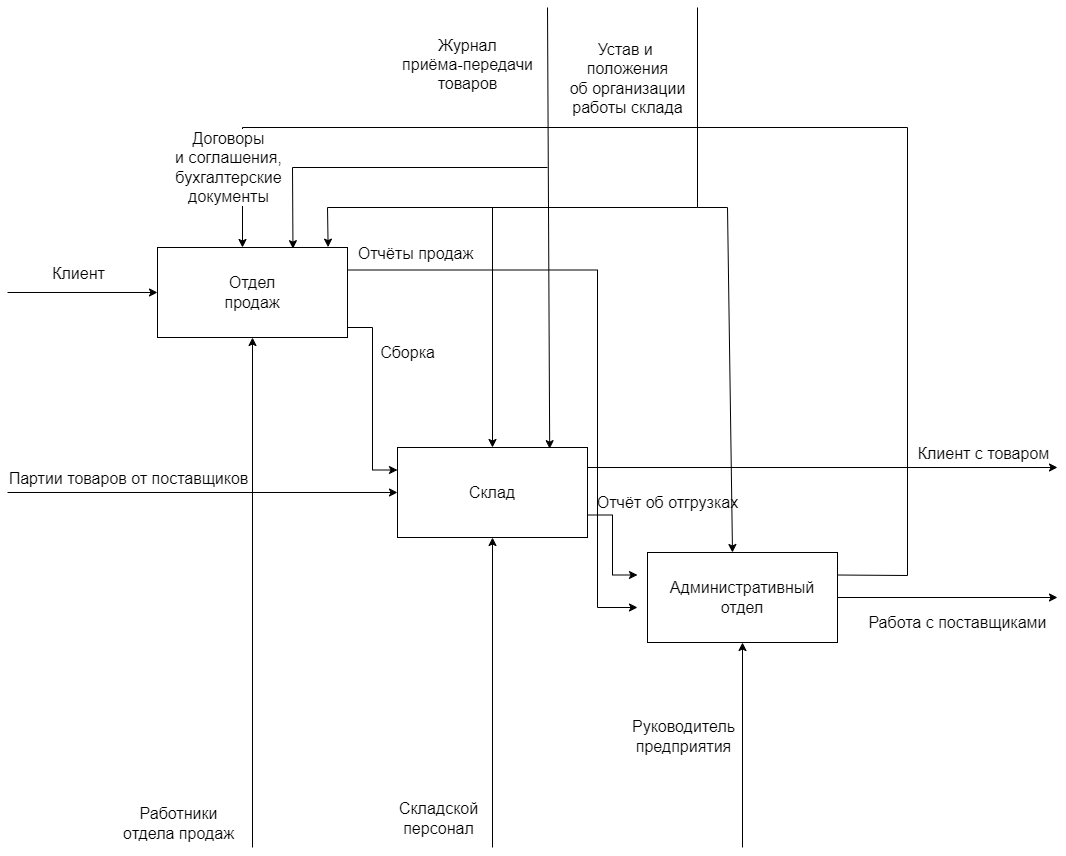 Журнал
приёма-передачи
товаров
Устав и
положения
об организации
работы склада
Договоры
и соглашения,
бухгалтерские
документы
Клиент
Отдел
продаж
Отчёты продаж
Сборка
Партии товаров от поставщиков
Склад
Клиент с товаром
Отчёт об отгрузках
Административный
отдел
Работа с поставщиками
Руководитель
предприятия
Работники
отдела продаж
Складской
персонал